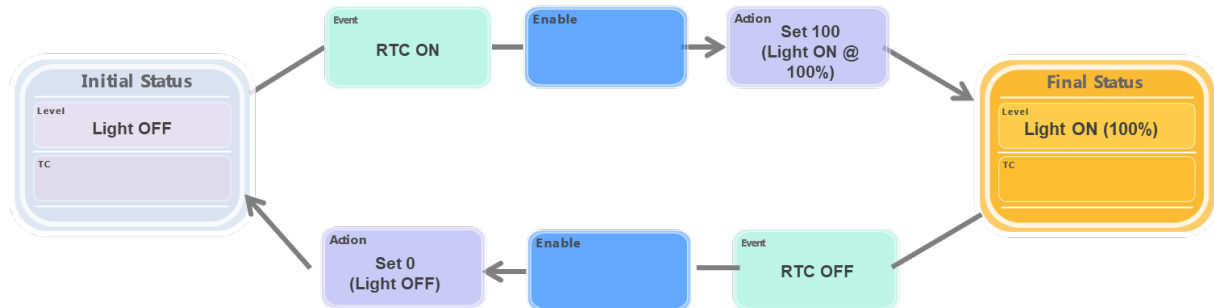 Event
RTC ON
Enable
Action
Set 100
(Light ON @
100%)
Initial Status
Level
Light OFF
TC
Final Status
Level
Light ON (100%)
TC
Action
Set 0
(Light OFF)
Enable
Event
RTC OFF